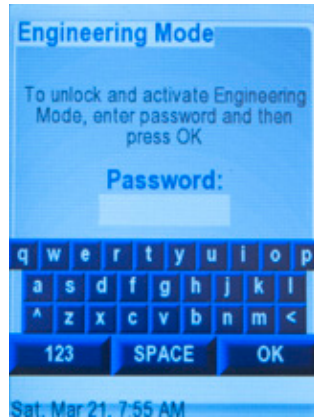 Engineering Mode
To unlock and activate Engineering
Mode, enter password and then
press OK
Password:
q w e r t y u i o p
a s d f g h j k l
^ z x c v b n m <
123 SPACE OK
Sat, Mar 21, 7:55 AM